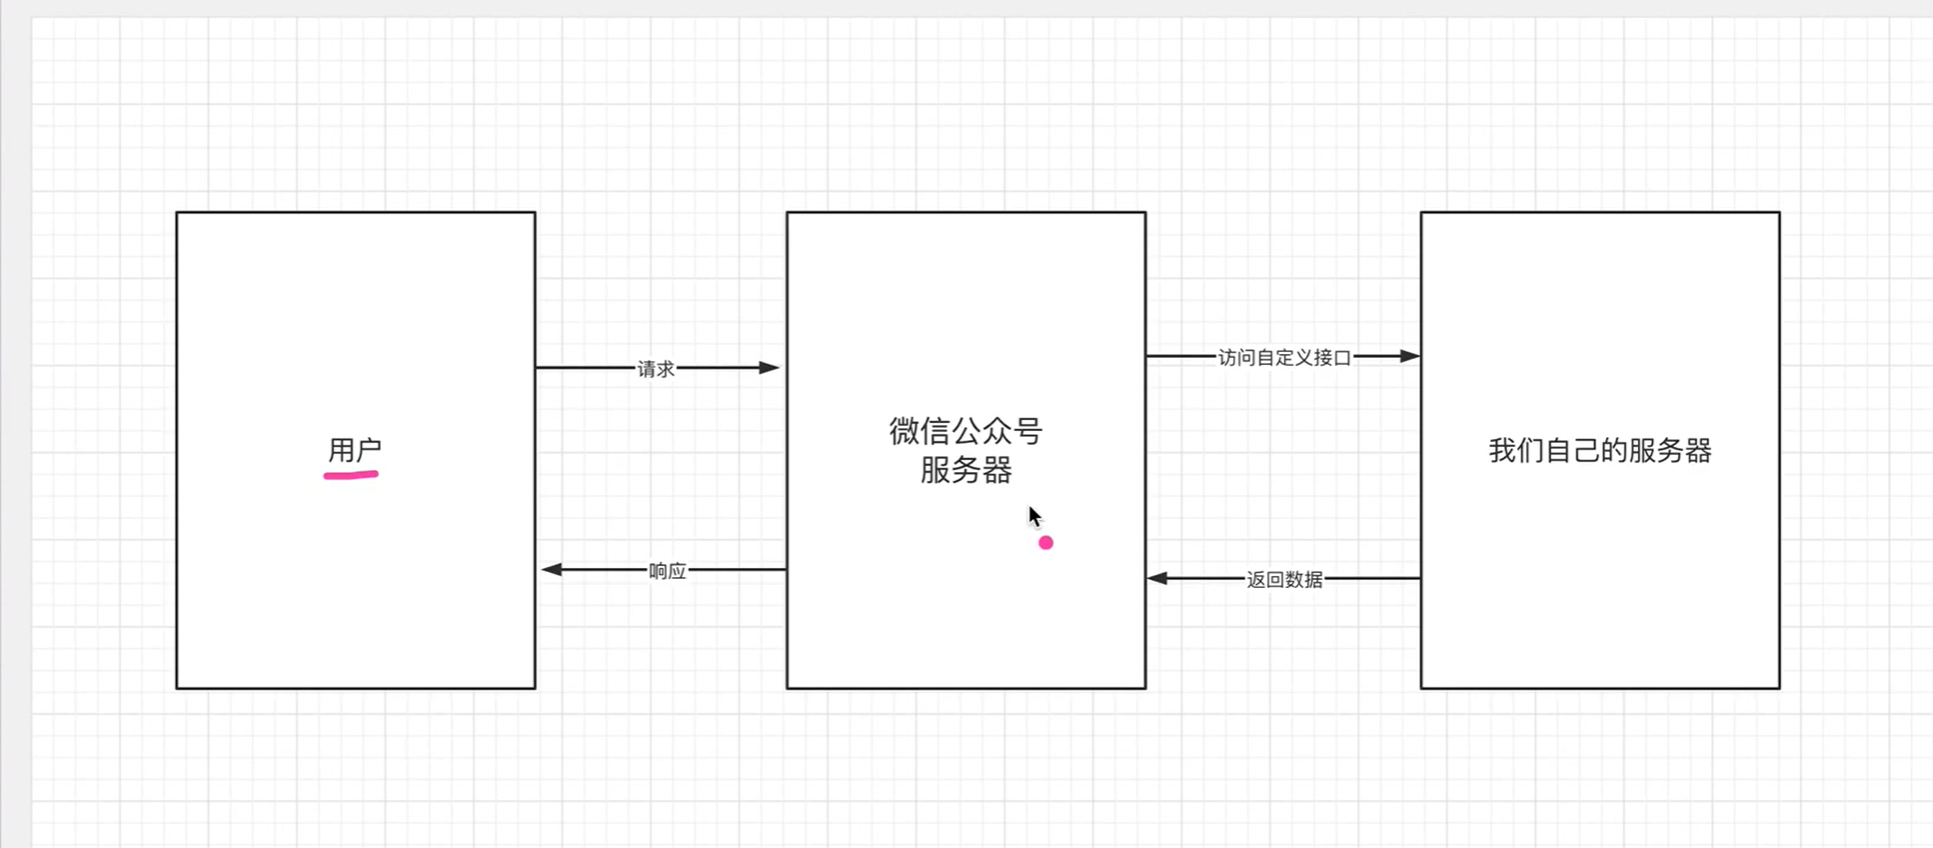 用户
请求
响应
微信公众号
服务器
访问自定义接口
返回数据
我们自己的服务器